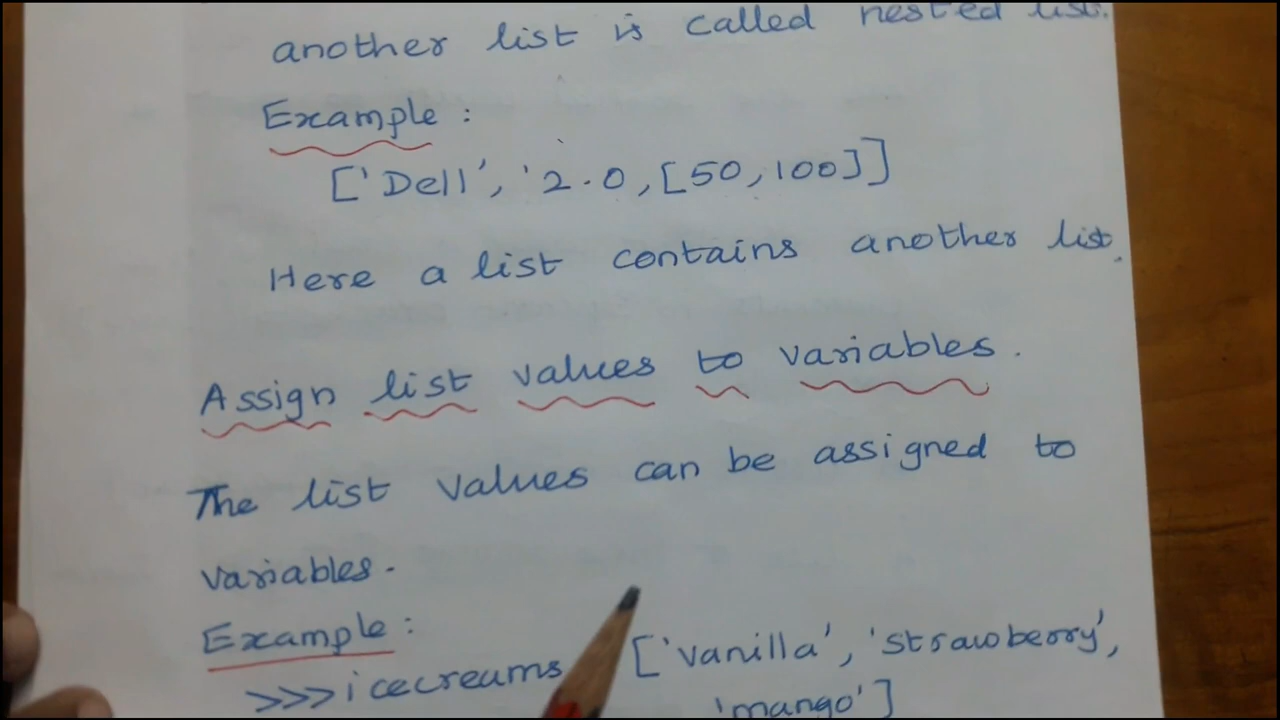 another list is called nested list.
Example :
['Dell', '2.0, [50, 100]]
Here a list contains another list.
Assign list values to variables.
The list values can be assigned to
variables.
Example :
>>> icecreams ['vanilla', 'strawberry',
'mango']